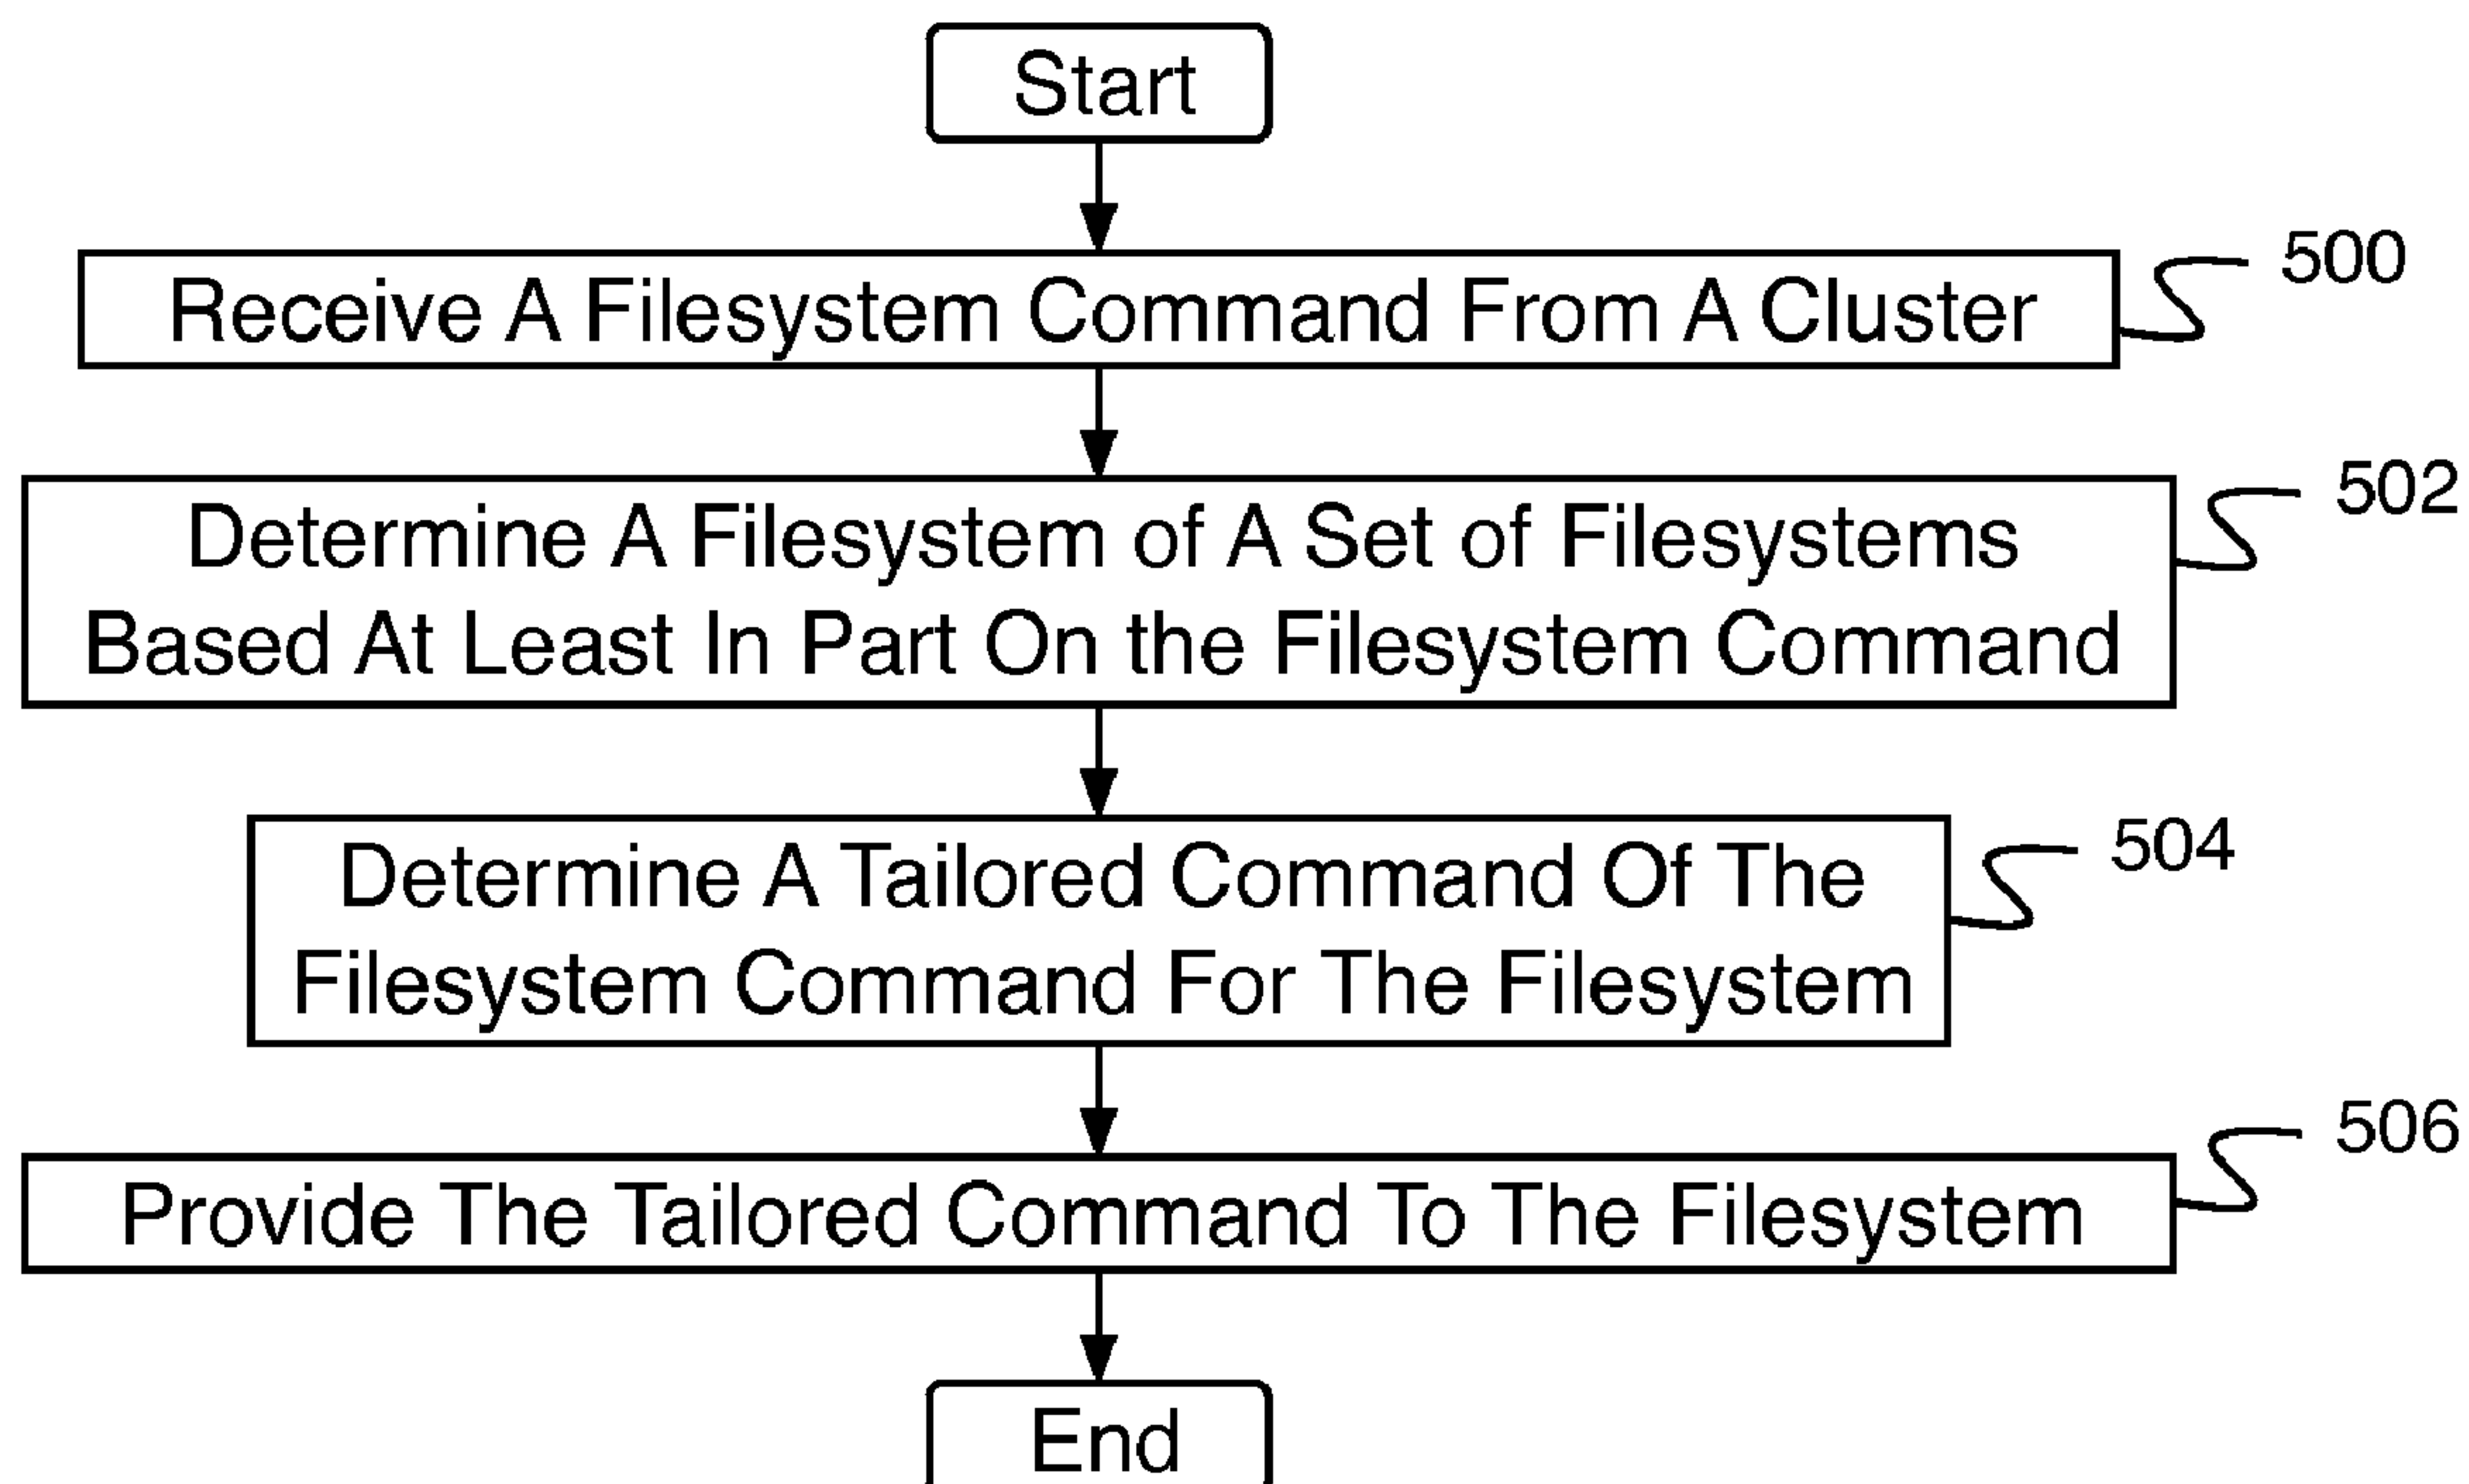 Start
Receive A Filesystem Command From A Cluster
500
Determine A Filesystem of A Set of Filesystems
Based At Least In Part On the Filesystem Command
502
Determine A Tailored Command Of The
Filesystem Command For The Filesystem
504
Provide The Tailored Command To The Filesystem
506
End